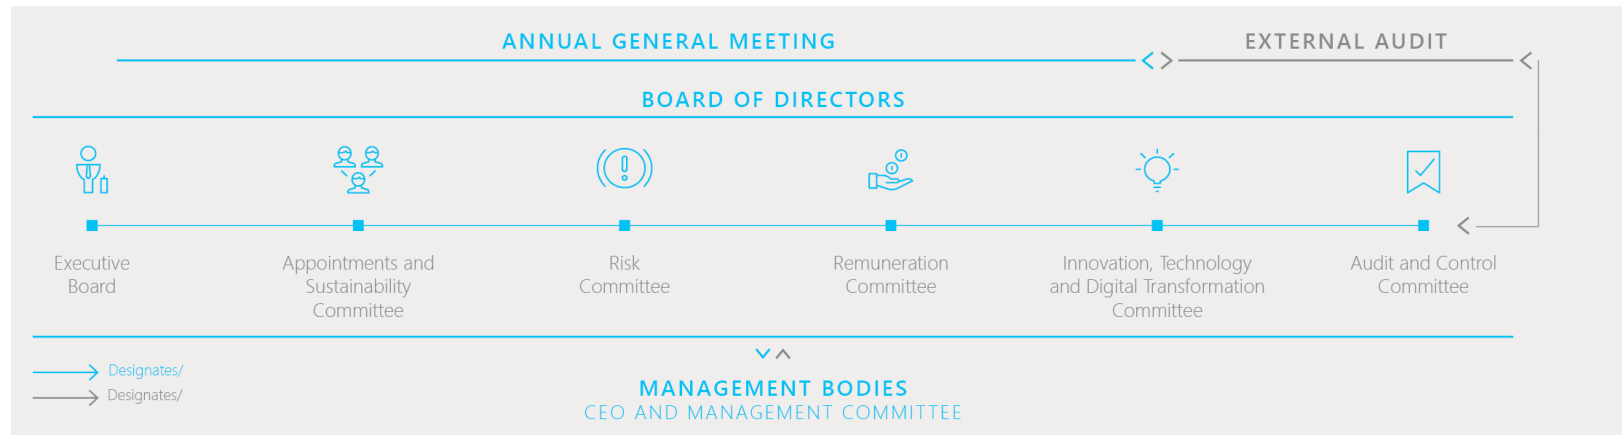 ANNUAL GENERAL MEETING
EXTERNAL AUDIT
BOARD OF DIRECTORS
Executive
Board
Appointments and
Sustainability
Committee
Risk
Committee
Remuneration
Committee
Innovation, Technology
and Digital Transformation
Committee
Audit and Control
Committee
Designates/
Designates/
MANAGEMENT BODIES
CEO AND MANAGEMENT COMMITTEE